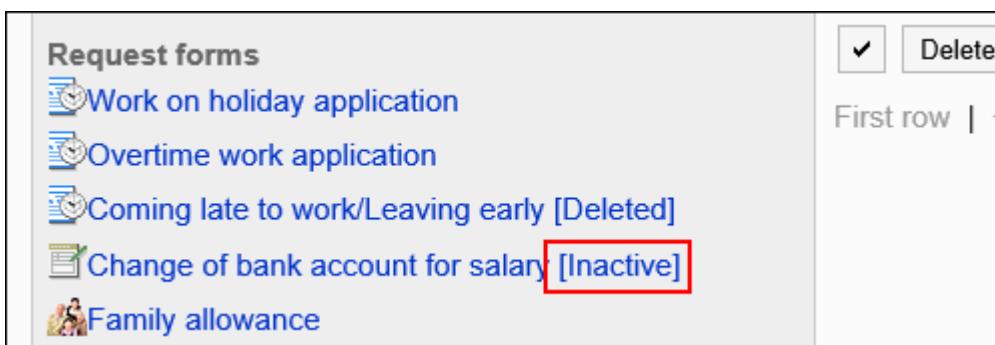 Request forms
Work on holiday application
Overtime work application
Coming late to work/Leaving early [Deleted]
Change of bank account for salary [Inactive]
Family allowance
Delete
First row |